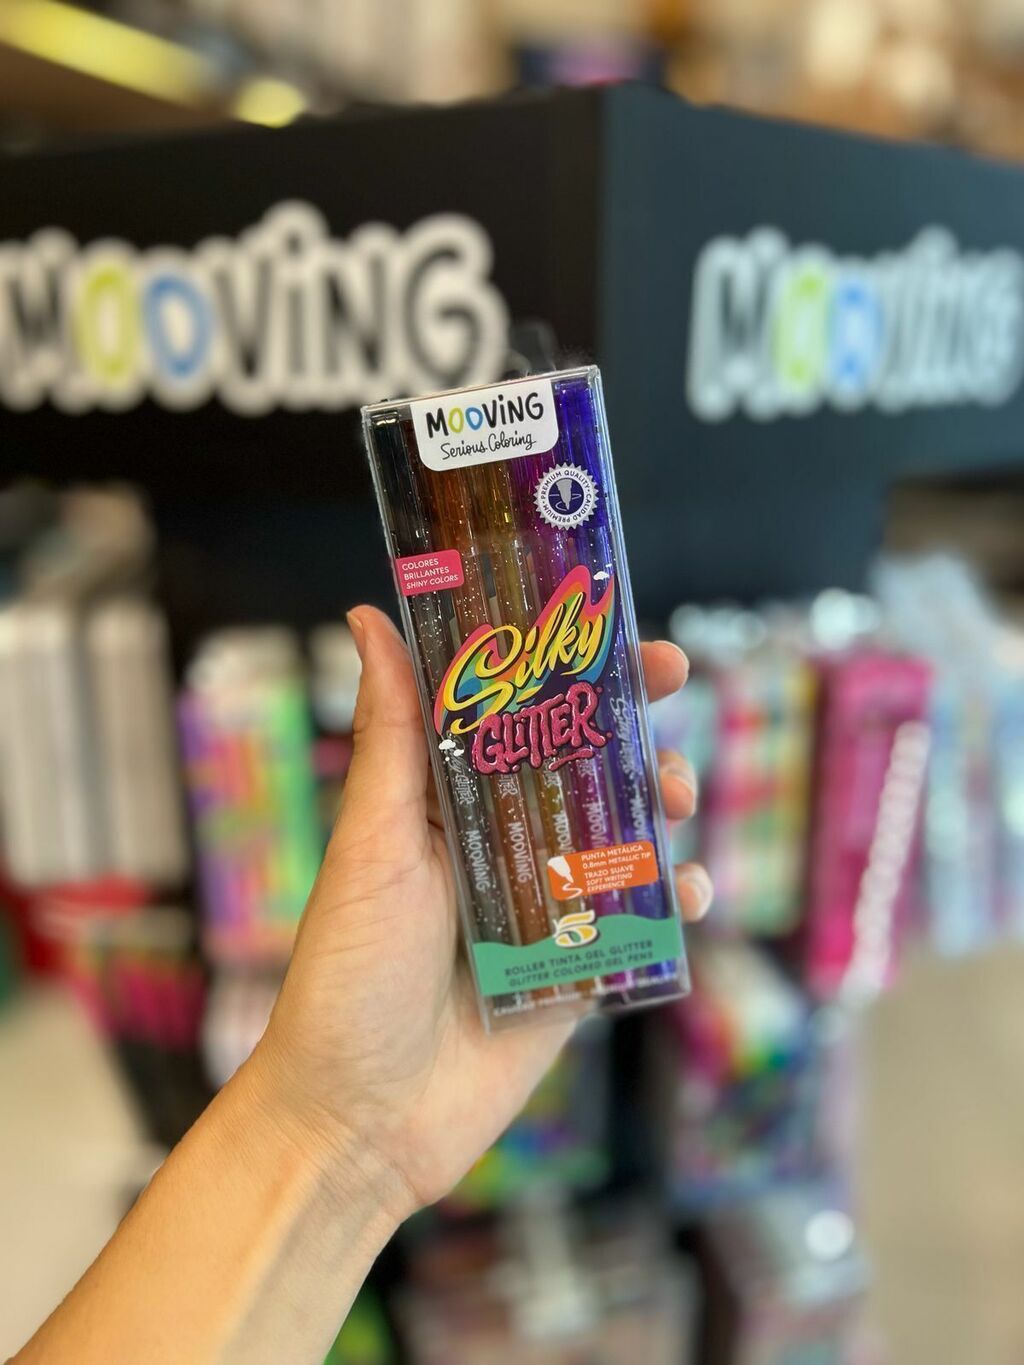 MOOVING
MOOVING
MOOVING
Serious Coloring
PREMIUM QUALITY
CALIDAD PREMIUM
COLORES
BRILLANTES
SHINY COLORS
Silky
GLITTER
MOOVING
MOOVING
PUNTA METÁLICA
0.8mm METALLIC TIP
TRAZO SUAVE
SOFT WRITING
EXPERIENCE
5
ROLLER TINTA GEL GLITTER
GLITTER COLORED GEL PENS